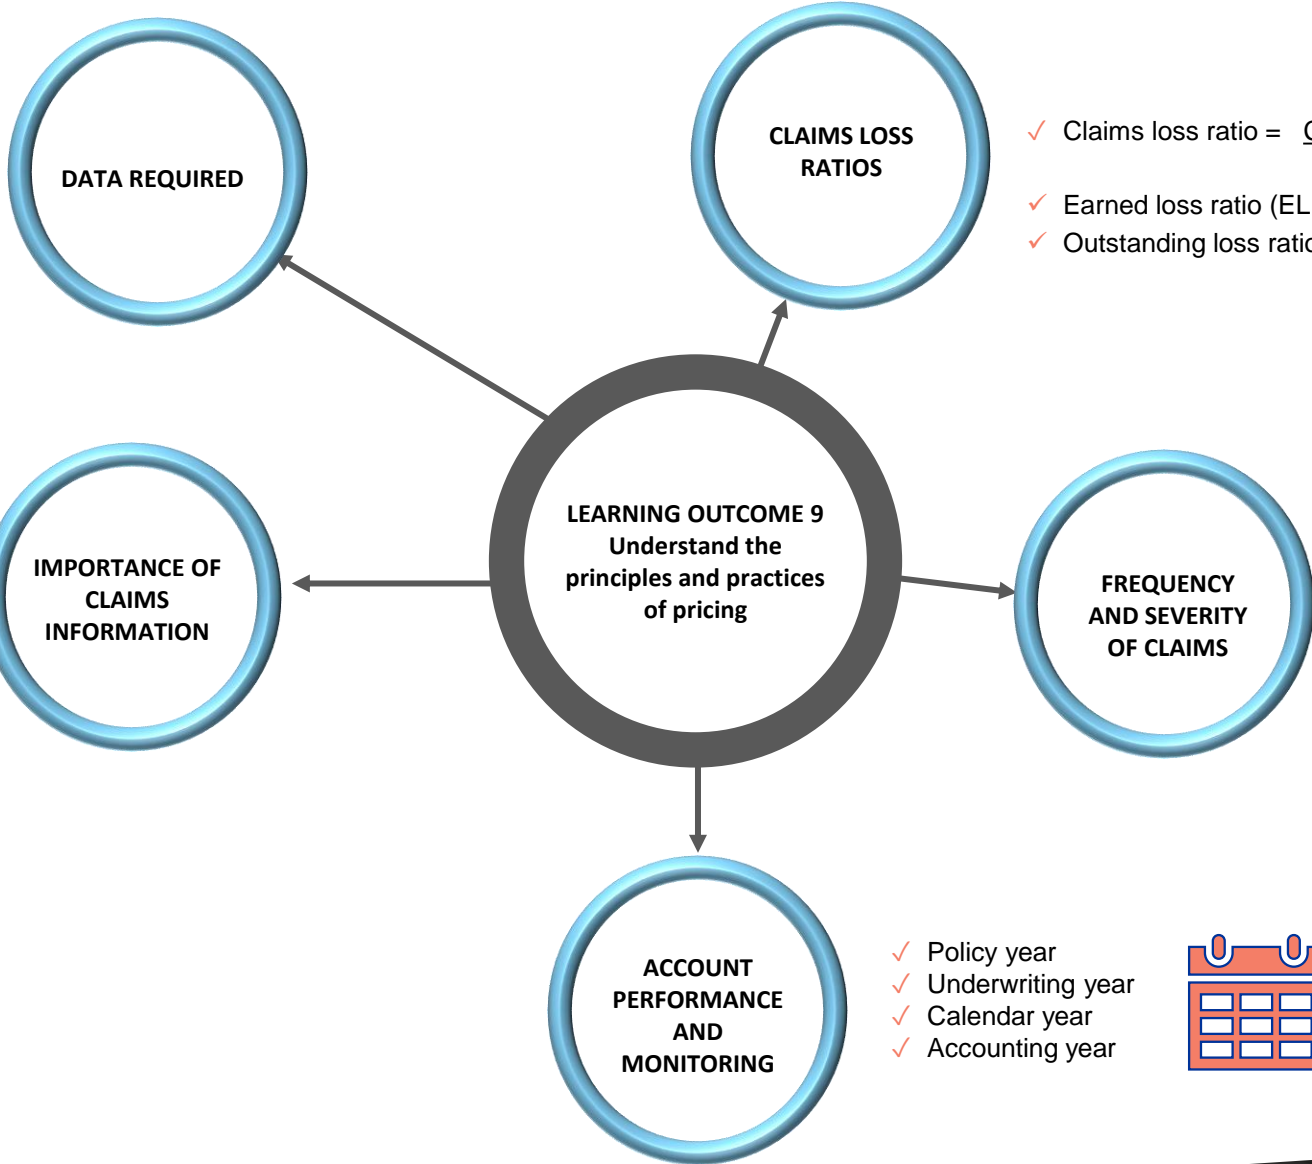 DATA REQUIRED
CLAIMS LOSS
RATIOS
✓ Claims loss ratio =
✓ Earned loss ratio (EL
✓ Outstanding loss ratio
IMPORTANCE OF
CLAIMS
INFORMATION
LEARNING OUTCOME 9
Understand the
principles and practices
of pricing
FREQUENCY
AND SEVERITY
OF CLAIMS
ACCOUNT
PERFORMANCE
AND
MONITORING
✓ Policy year
✓ Underwriting year
✓ Calendar year
✓ Accounting year